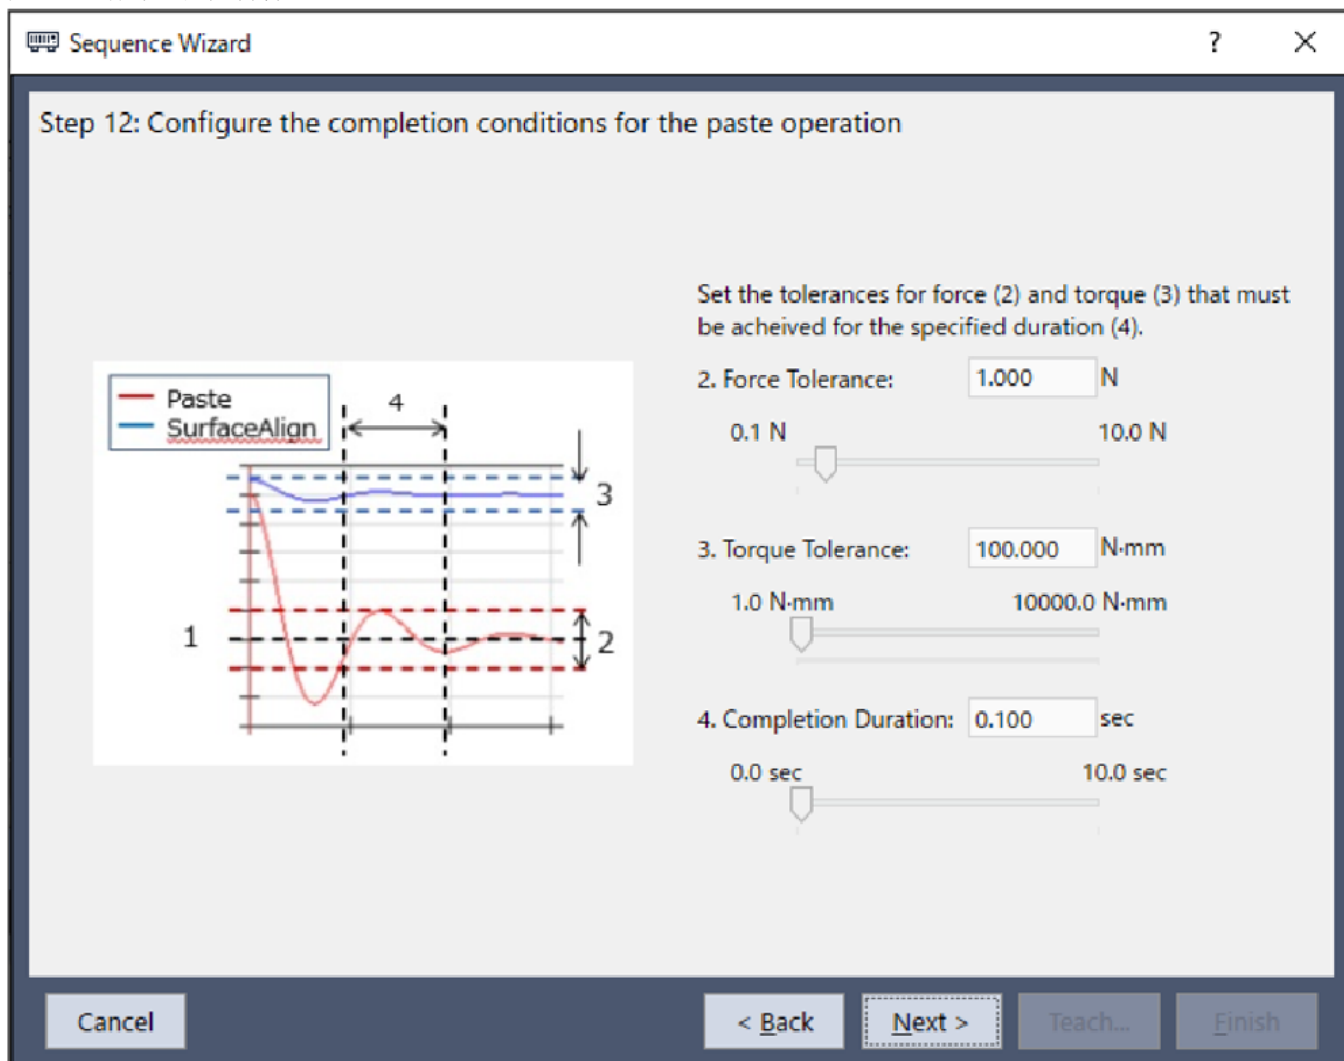 Sequence Wizard
?
Step 12: Configure the completion conditions for the paste operation
Set the tolerances for force (2) and torque (3) that must
be acheived for the specified duration (4).
Paste
SurfaceAlign
4
3
1
2
2. Force Tolerance: 1.000 N
0.1 N 10.0 N
3. Torque Tolerance: 100.000 N·mm
1.0 N·mm 10000.0 N·mm
4. Completion Duration: 0.100 sec
0.0 sec 10.0 sec
Cancel < Back Next > Teach... Finish